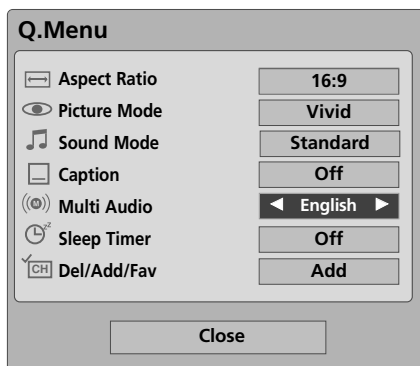 Q.Menu
Aspect Ratio 16:9
Picture Mode Vivid
Sound Mode Standard
Caption Off
Multi Audio ◀ English ▶
Sleep Timer Off
Del/Add/Fav Add
Close